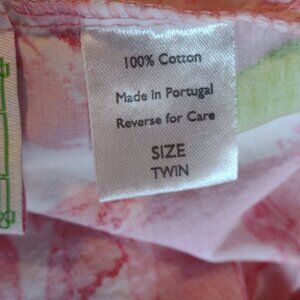 100% Cotton
Made in Portugal
Reverse for Care
SIZE
TWIN